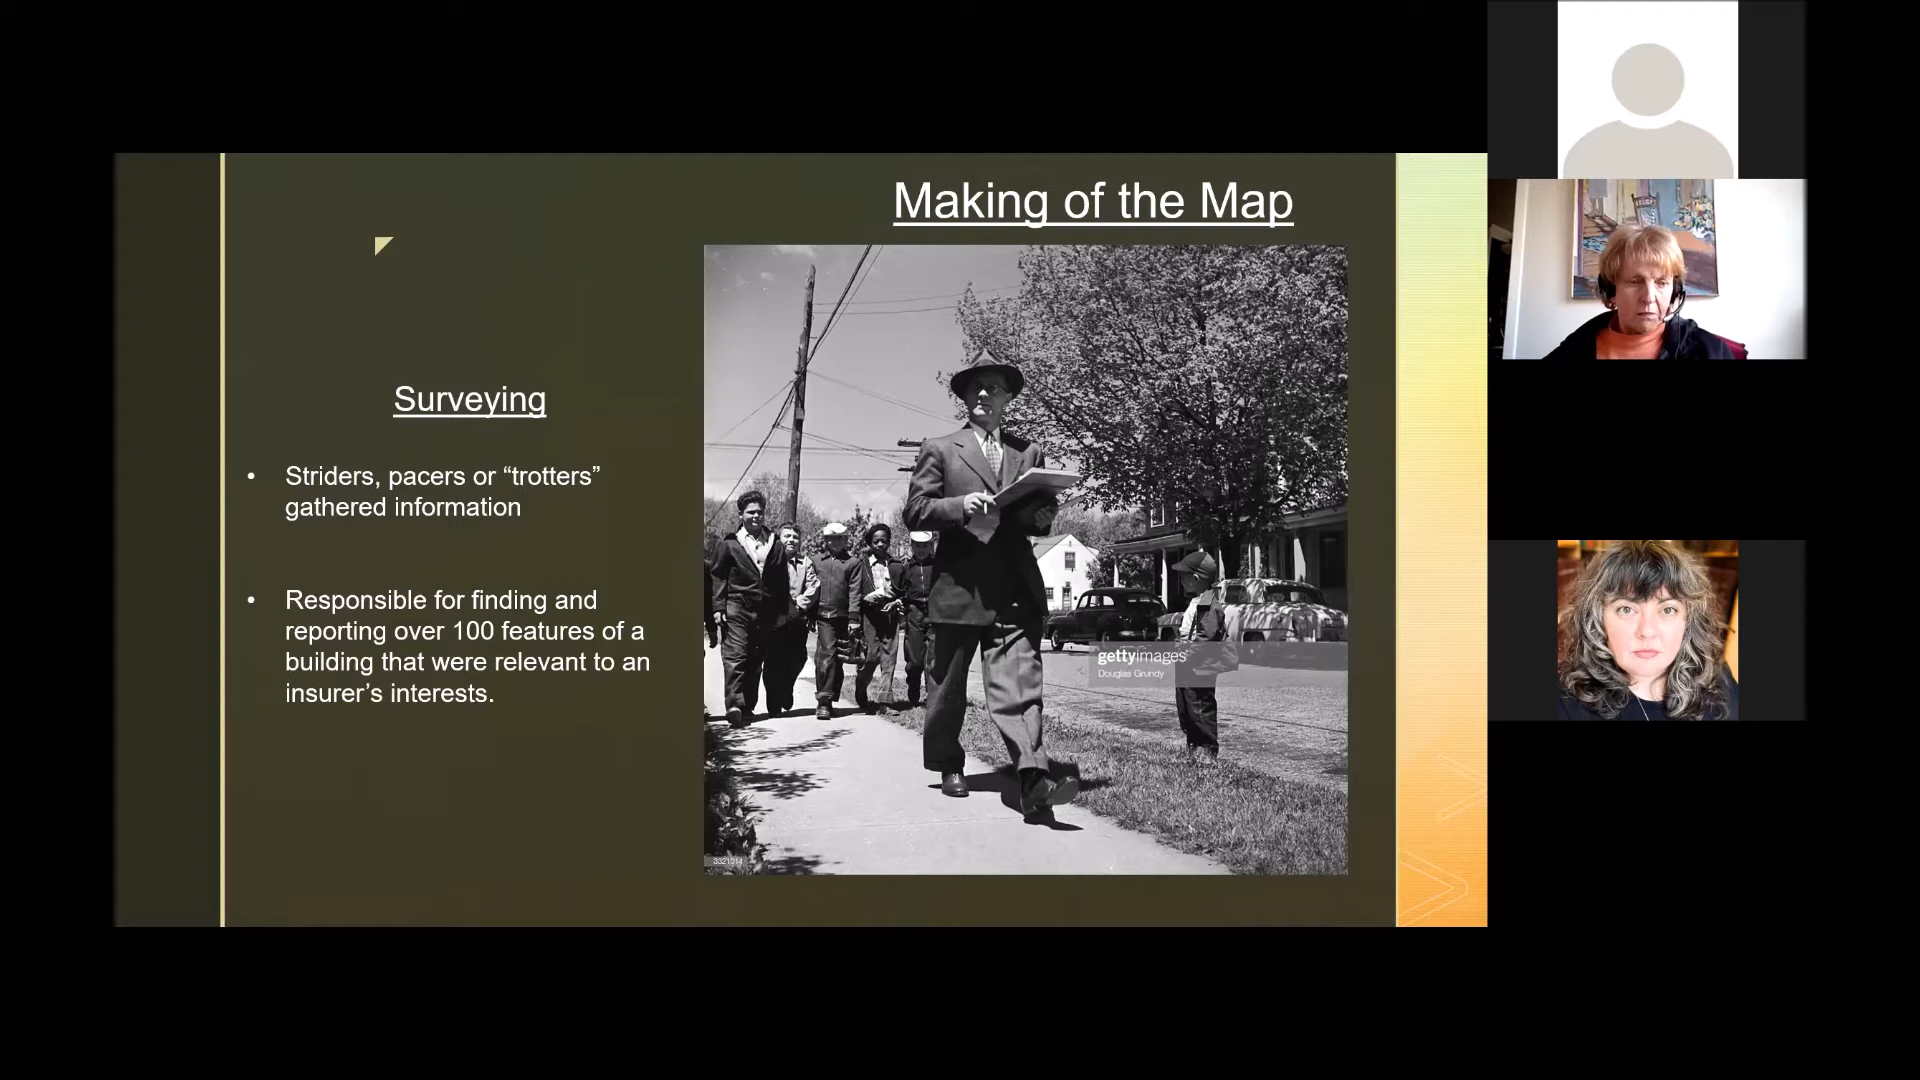 Making of the Map
Surveying
• Striders, pacers or “trotters”
gathered information
• Responsible for finding and
reporting over 100 features of a
building that were relevant to an
insurer’s interests.
gettyimages
Douglas Grundy
3321014